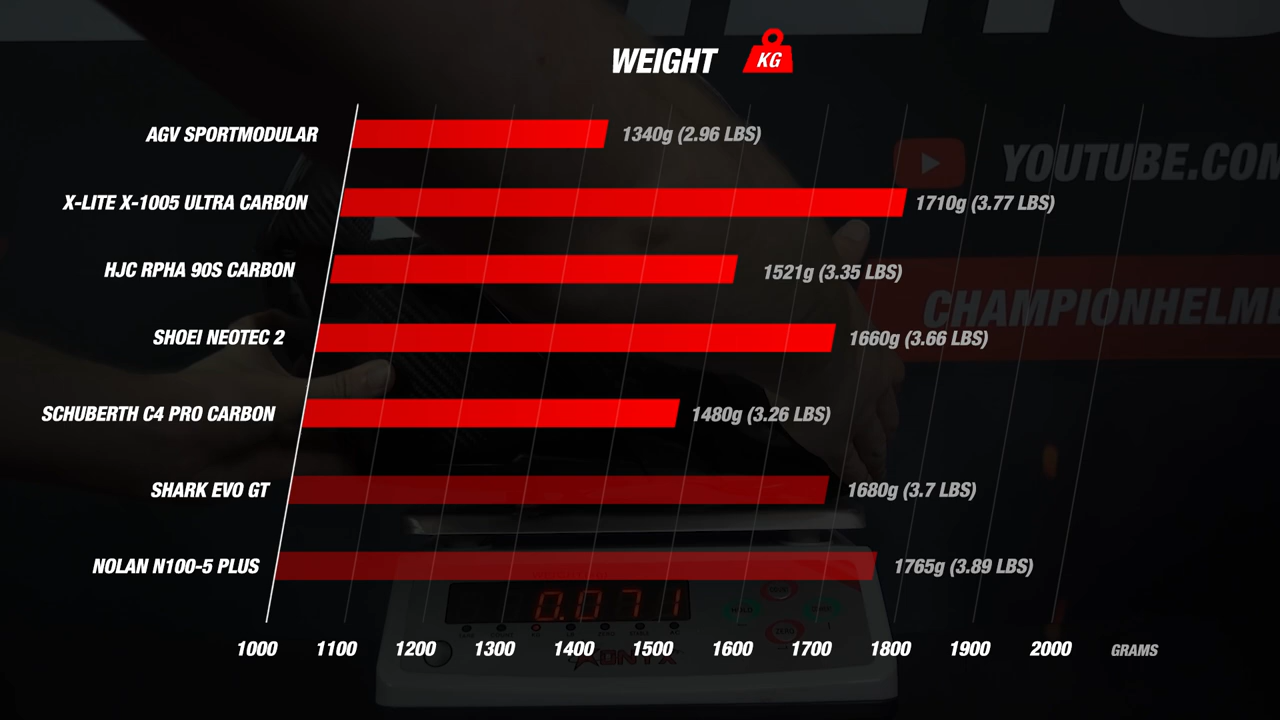 WEIGHT KG
AGV SPORTMODULAR 1340g (2.96 LBS)
YOUTUBE.COM
X-LITE X-1005 ULTRA CARBON 1710g (3.77 LBS)
HJC RPHA 90S CARBON 1521g (3.35 LBS)
CHAMPIONHELME
SHOEI NEOTEC 2 1660g (3.66 LBS)
SCHUBERTH C4 PRO CARBON 1480g (3.26 LBS)
SHARK EVO GT 1680g (3.7 LBS)
NOLAN N100-5 PLUS 1765g (3.89 LBS)
0.071
HOLD
ZERO
1000 1100 1200 1300 1400 1500 1600 1700 1800 1900 2000 GRAMS